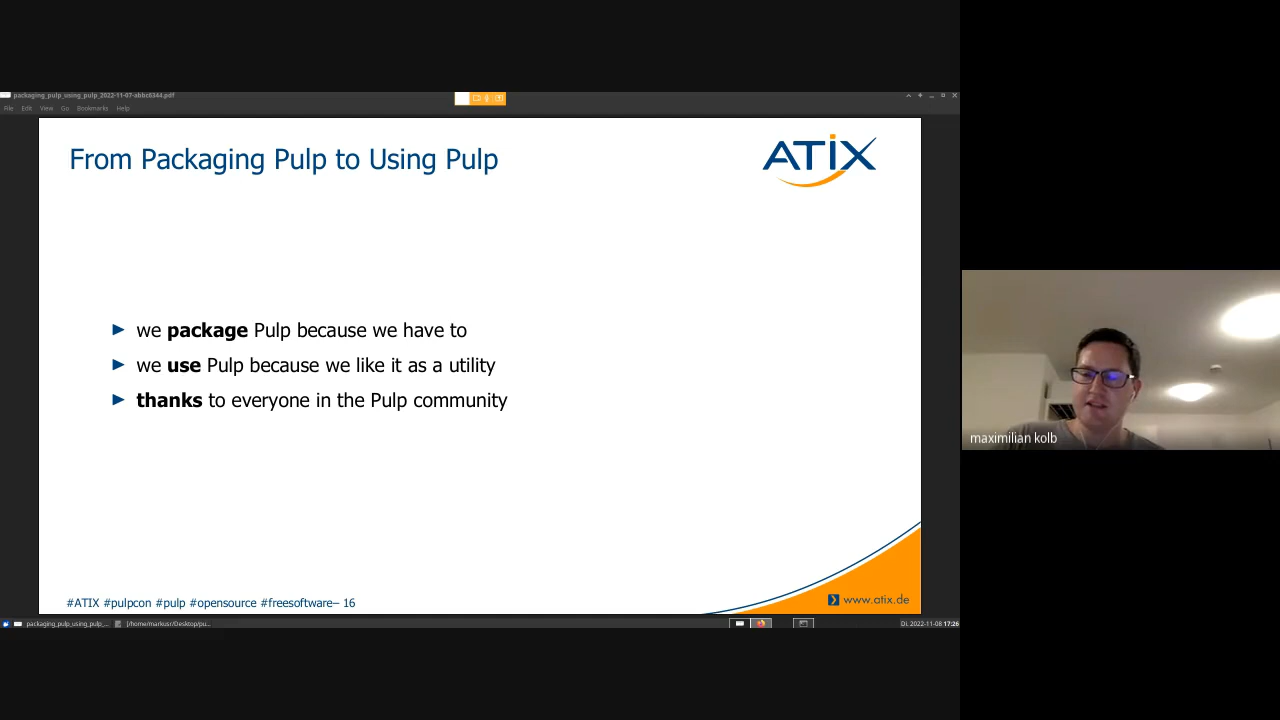 packaging_pulp_using_pulp_2022-11-07-abbc6344.pdf
File Edit View Go Bookmarks Help
From Packaging Pulp to Using Pulp
ATIX
we package Pulp because we have to
we use Pulp because we like it as a utility
thanks to everyone in the Pulp community
maximilian kolb
#ATIX #pulpcon #pulp #opensource #freesoftware– 16
www.atix.de
packaging_pulp_using_pulp_...
[/home/markusr/Desktop/pu...
Di. 2022-11-08 17:26